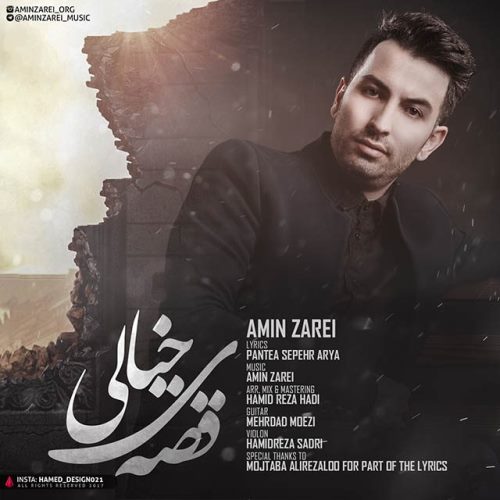 AMINZAREI_ORG
@AMINZAREI_MUSIC
قصه ی خیالی
AMIN ZAREI
LYRICS
PANTEA SEPEHR ARYA
MUSIC
AMIN ZAREI
ARR. MIX & MASTERING
HAMID REZA HADI
GUITAR
MEHRDAD MOEZI
VIOLON
HAMIDREZA SADRI
SPECIAL THANKS TO
MOJTABA ALIREZALOO FOR PART OF THE LYRICS
INSTA: HAMED_DESIGN021
ALL RIGHTS RESERVED 2017